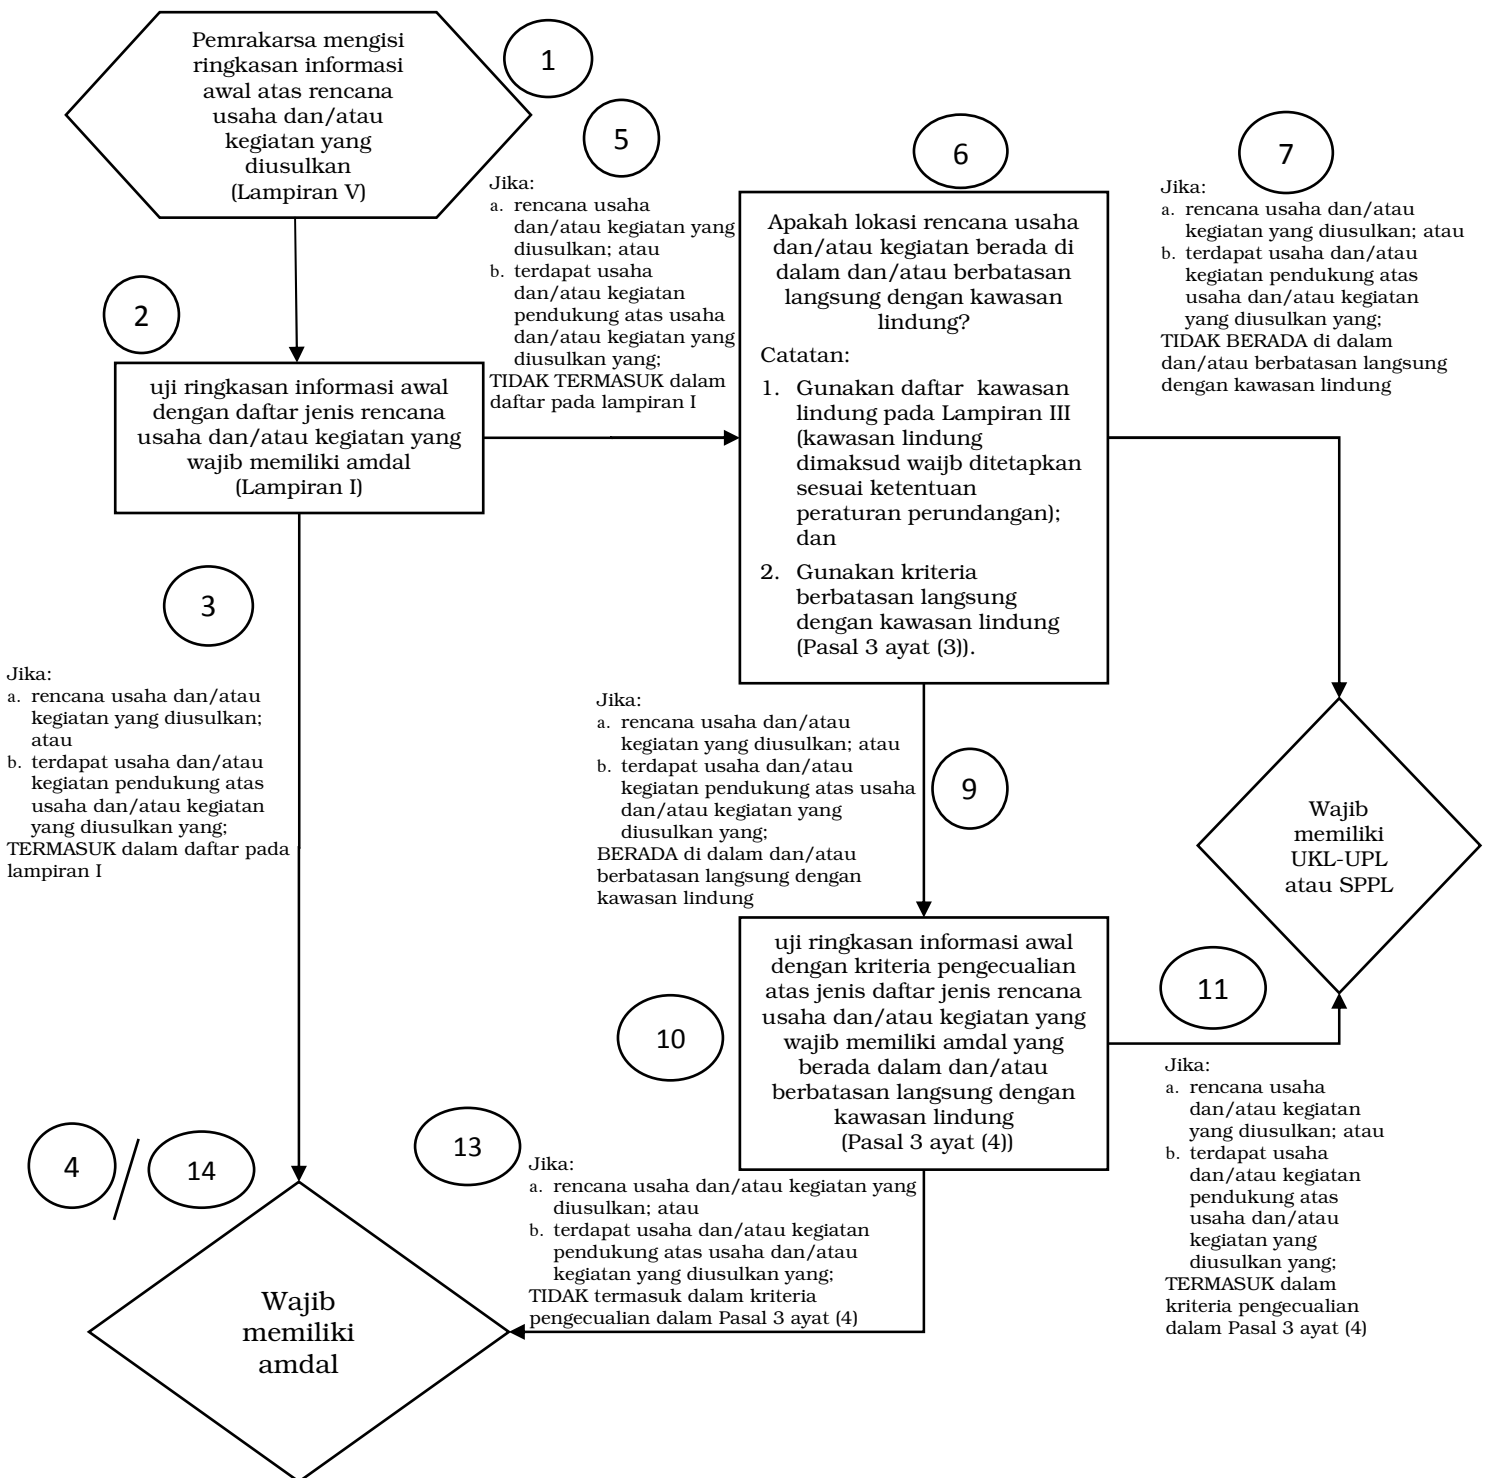 Pemrakarsa mengisi
ringkasan informasi
awal atas rencana
usaha dan/atau
kegiatan yang
diusulkan
(Lampiran V)
1
2
uji ringkasan informasi awal
dengan daftar jenis rencana
usaha dan/atau kegiatan yang
wajib memiliki amdal
(Lampiran I)
3
Jika:
a. rencana usaha dan/atau
kegiatan yang diusulkan;
atau
b. terdapat usaha dan/atau
kegiatan pendukung atas
usaha dan/atau kegiatan
yang diusulkan yang;
TERMASUK dalam daftar pada
lampiran I
4
/
14
Wajib
memiliki
amdal
5
Jika:
a. rencana usaha
dan/atau kegiatan yang
diusulkan; atau
b. terdapat usaha
dan/atau kegiatan
pendukung atas usaha
dan/atau kegiatan yang
diusulkan yang;
TIDAK TERMASUK dalam
daftar pada lampiran I
6
Apakah lokasi rencana usaha
dan/atau kegiatan berada di
dalam dan/atau berbatasan
langsung dengan kawasan
lindung?
Catatan:
1. Gunakan daftar kawasan
lindung pada Lampiran III
(kawasan lindung
dimaksud waijb ditetapkan
sesuai ketentuan
peraturan perundangan);
dan
2. Gunakan kriteria
berbatasan langsung
dengan kawasan lindung
(Pasal 3 ayat (3)).
7
Jika:
a. rencana usaha dan/atau
kegiatan yang diusulkan; atau
b. terdapat usaha dan/atau
kegiatan pendukung atas
usaha dan/atau kegiatan
yang diusulkan yang;
TIDAK BERADA di dalam
dan/atau berbatasan langsung
dengan kawasan lindung
Wajib
memiliki
UKL-UPL
atau SPPL
Jika:
a. rencana usaha dan/atau
kegiatan yang diusulkan; atau
b. terdapat usaha dan/atau
kegiatan pendukung atas usaha
dan/atau kegiatan yang
diusulkan yang;
BERADA di dalam dan/atau
berbatasan langsung dengan
kawasan lindung
9
10
uji ringkasan informasi awal
dengan kriteria pengecualian
atas jenis daftar jenis rencana
usaha dan/atau kegiatan yang
wajib memiliki amdal yang
berada dalam dan/atau
berbatasan langsung dengan
kawasan lindung
(Pasal 3 ayat (4))
11
Jika:
a. rencana usaha
dan/atau kegiatan
yang diusulkan; atau
b. terdapat usaha
dan/atau kegiatan
pendukung atas
usaha dan/atau
kegiatan yang
diusulkan yang;
TERMASUK dalam
kriteria pengecualian
dalam Pasal 3 ayat (4)
13
Jika:
a. rencana usaha dan/atau kegiatan yang
diusulkan; atau
b. terdapat usaha dan/atau kegiatan
pendukung atas usaha dan/atau
kegiatan yang diusulkan yang;
TIDAK termasuk dalam kriteria
pengecualian dalam Pasal 3 ayat (4)